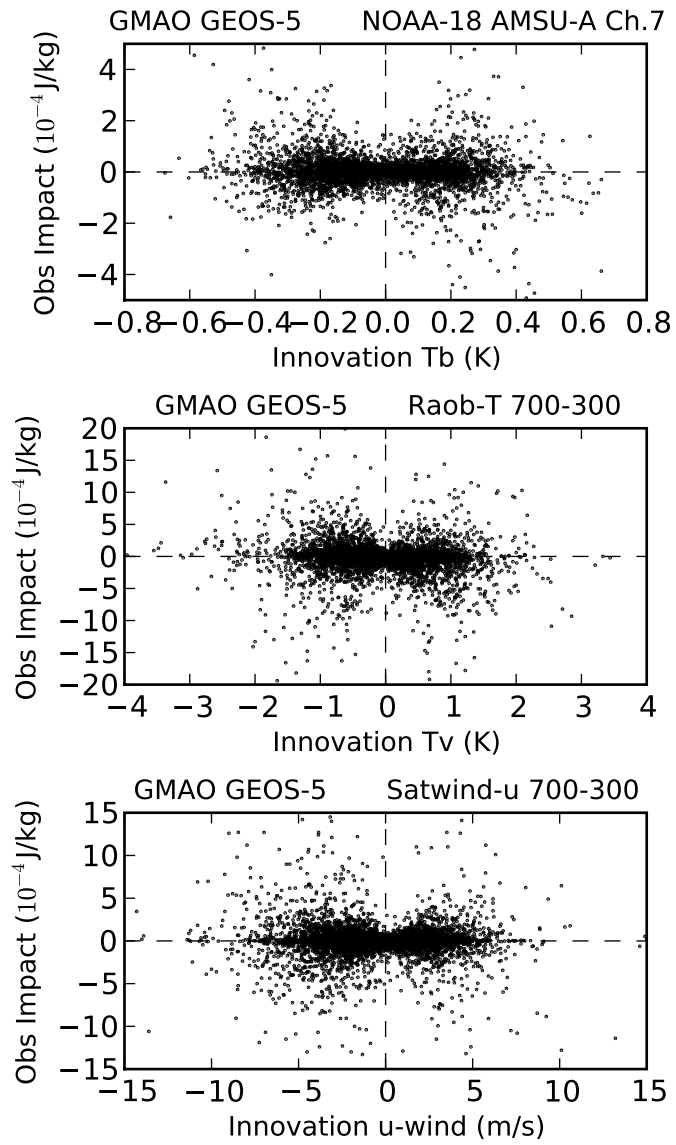 GMAO GEOS-5 NOAA-18 AMSU-A Ch.7
Obs Impact (10⁻⁴ J/kg)
4
2
0
−2
−4
−0.8 −0.6 −0.4 −0.2 0.0 0.2 0.4 0.6 0.8
Innovation Tb (K)
GMAO GEOS-5 Raob-T 700-300
Obs Impact (10⁻⁴ J/kg)
20
15
10
5
0
−5
−10
−15
−20
−4 −3 −2 −1 0 1 2 3 4
Innovation Tv (K)
GMAO GEOS-5 Satwind-u 700-300
Obs Impact (10⁻⁴ J/kg)
15
10
5
0
−5
−10
−15
−15 −10 −5 0 5 10 15
Innovation u-wind (m/s)